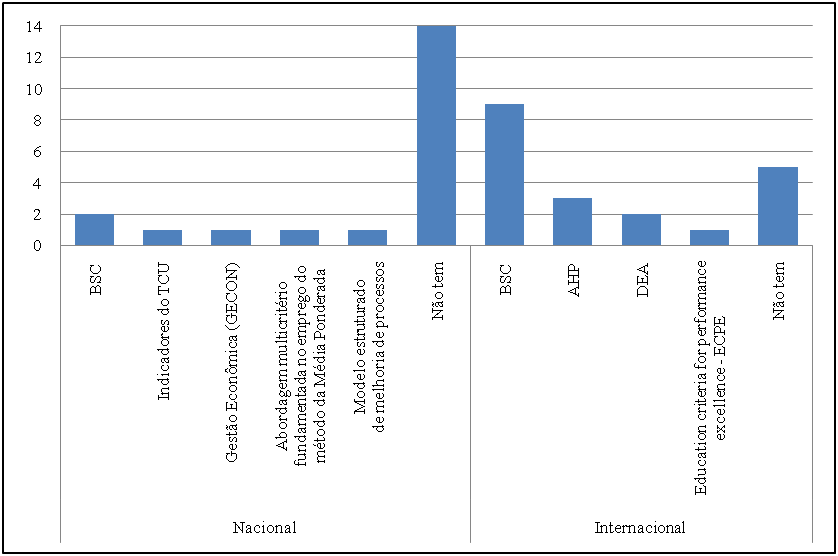 14
12
10
8
6
4
2
0
BSC
Indicadores do TCU
Gestão Econômica (GECON)
Abordagem multicritério
fundamentada no emprego do
método da Média Ponderada
Modelo estruturado
de melhoria de processos
Não tem
BSC
AHP
DEA
Education criteria for performance
excellence - ECPE
Não tem
Nacional
Internacional